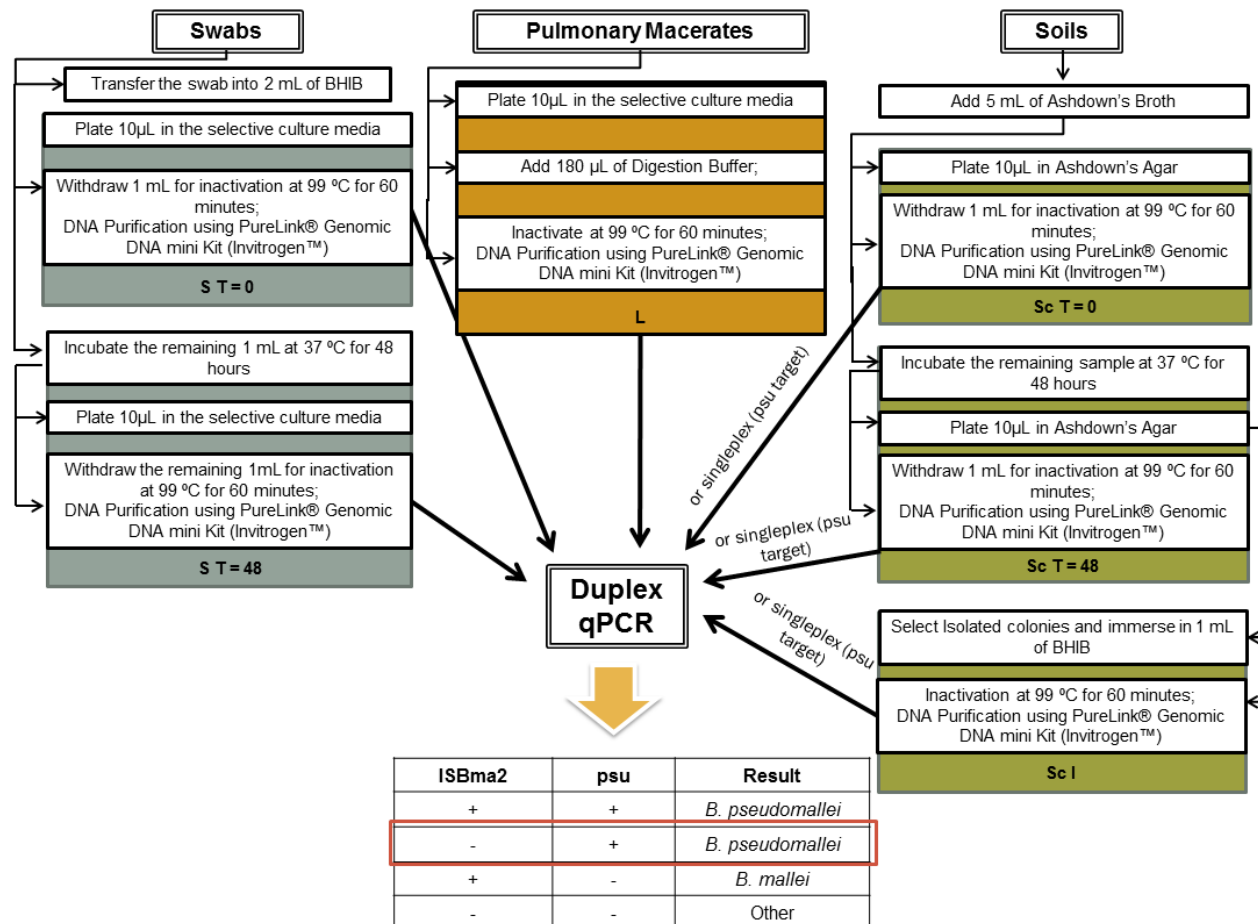 Swabs
Transfer the swab into 2 mL of BHIB
Plate 10µL in the selective culture media
Withdraw 1 mL for inactivation at 99 ºC for 60
minutes;
DNA Purification using PureLink® Genomic
DNA mini Kit (Invitrogen™)
S T = 0
Incubate the remaining 1 mL at 37 ºC for 48
hours
Plate 10µL in the selective culture media
Withdraw the remaining 1mL for inactivation
at 99 ºC for 60 minutes;
DNA Purification using PureLink® Genomic
DNA mini Kit (Invitrogen™)
S T = 48
Pulmonary Macerates
Plate 10µL in the selective culture media
Add 180 µL of Digestion Buffer;
Inactivate at 99 ºC for 60 minutes;
DNA Purification using PureLink® Genomic
DNA mini Kit (Invitrogen™)
L
Soils
Add 5 mL of Ashdown's Broth
Plate 10µL in Ashdown's Agar
Withdraw 1 mL for inactivation at 99 ºC for 60
minutes;
DNA Purification using PureLink® Genomic
DNA mini Kit (Invitrogen™)
Sc T = 0
Incubate the remaining sample at 37 ºC for
48 hours
Plate 10µL in Ashdown's Agar
Withdraw 1 mL for inactivation at 99 ºC for 60
minutes;
DNA Purification using PureLink® Genomic
DNA mini Kit (Invitrogen™)
Sc T = 48
Select Isolated colonies and immerse in 1 mL
of BHIB
Inactivation at 99 ºC for 60 minutes;
DNA Purification using PureLink® Genomic
DNA mini Kit (Invitrogen™)
Sc I
or singleplex (psu target)
or singleplex (psu
target)
or singleplex (psu
target)
Duplex
qPCR
ISBma2 psu Result
+ + B. pseudomallei
- + B. pseudomallei
+ - B. mallei
- - Other